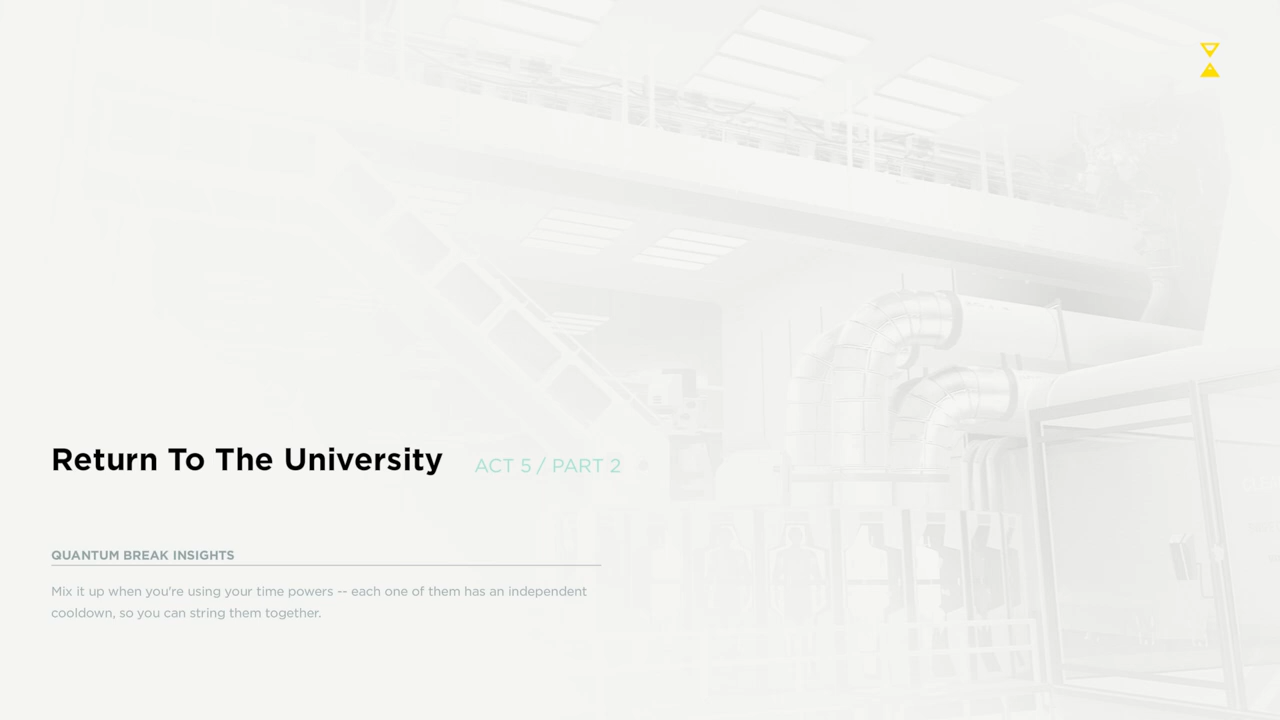 Return To The University ACT 5 / PART 2
QUANTUM BREAK INSIGHTS
Mix it up when you're using your time powers -- each one of them has an independent
cooldown, so you can string them together.